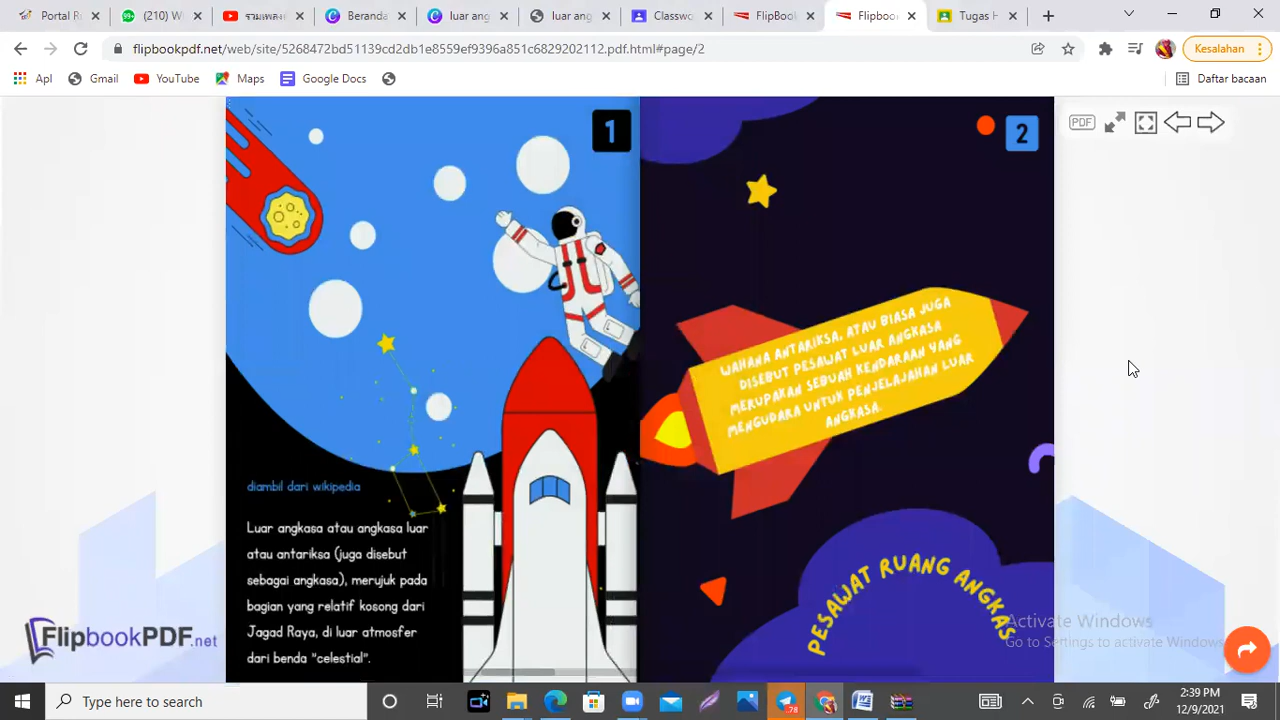 (210) W
Beranda
luar ang
luar ang
Classwo
FlipBook
Flipboo
Tugas H
flipbookpdf.net/web/site/5268472bd51139cd2db1e8559ef9396a851c6829202112.pdf.html#page/2
Kesalahan
Apl
Gmail
YouTube
Maps
Google Docs
Daftar bacaan
1
diambil dari wikipedia
Luar angkasa atau angkasa luar
atau antariksa (juga disebut
sebagai angkasa), merujuk pada
bagian yang relatif kosong dari
Jagad Raya, di luar atmosfer
dari benda "celestial".
2
WAHANA ANTARIKSA, ATAU BIASA JUGA
DISEBUT PESAWAT LUAR ANGKASA
MERUPAKAN SEBUAH KENDARAAN YANG
MENGUDARA UNTUK PENJELAJAHAN LUAR
ANGKASA.
PESAWAT RUANG ANGKAS
PDF
FlipbookPDF.net
Activate Windows
Go to Settings to activate Windows.
Type here to search
78
2:39 PM
12/9/2021